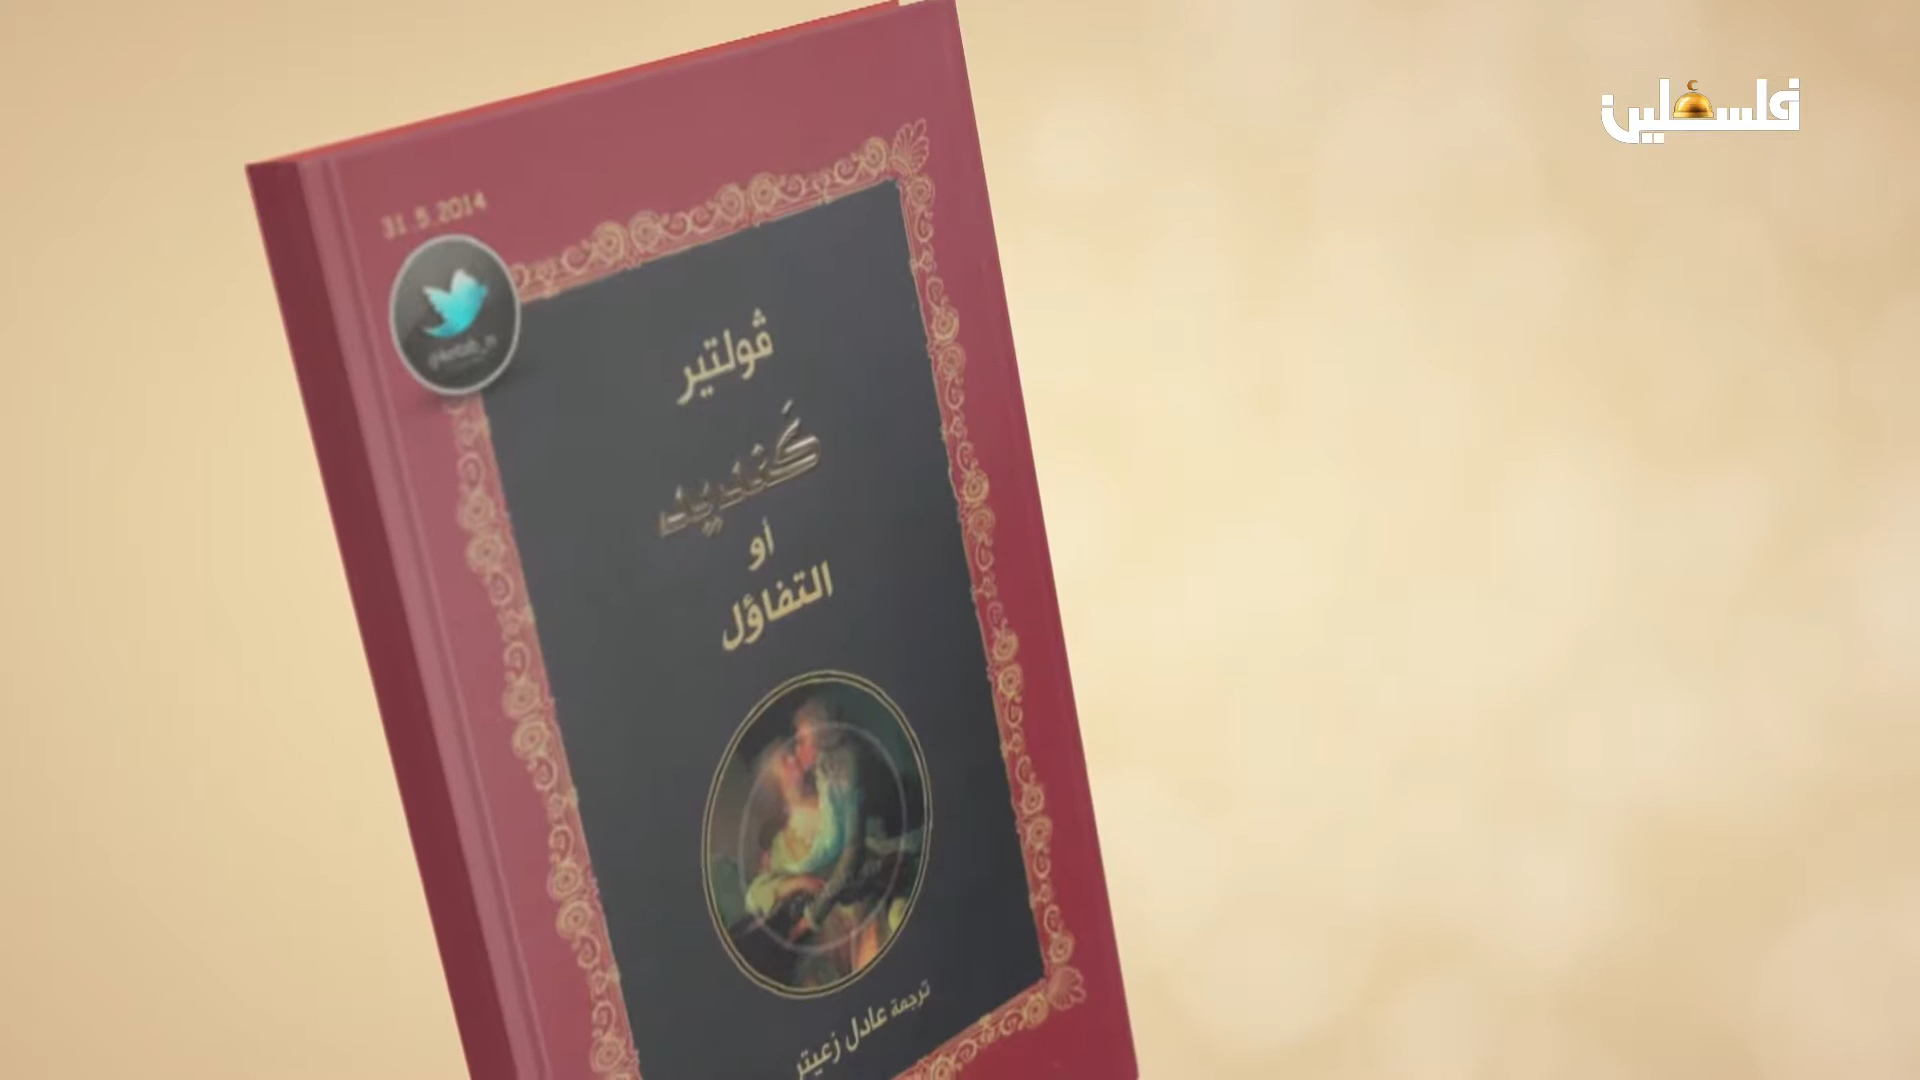 فلسطين
31.5.2014
ڤولتير
كَنديد
أو
التفاؤل
ترجمة عادل زعيتر